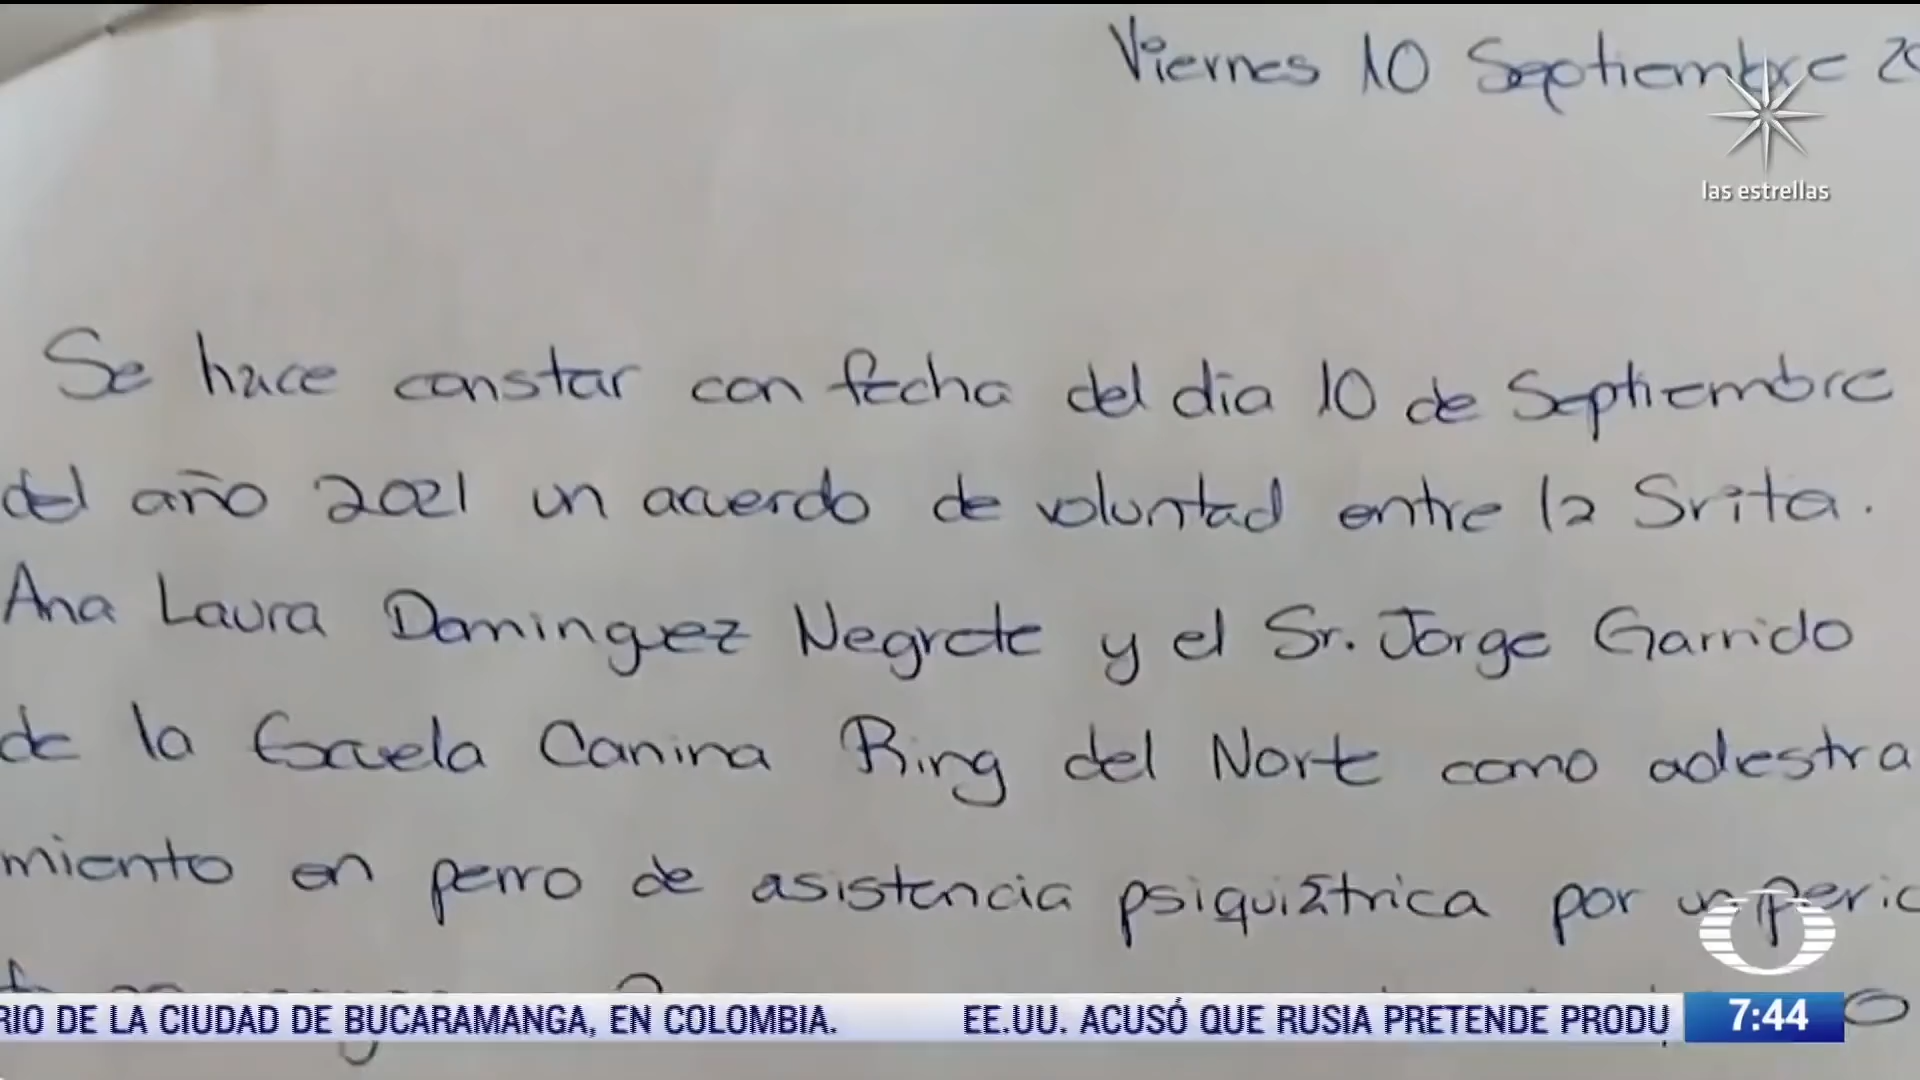 Viernes 10 Septiembre
las estrellas
Se hace constar con fecha del dia 10 de Septiembre
del año 2021 un acuerdo de voluntad entre la Srita.
Ana Laura Dominguez Negrete y el Sr. Jorge Garrido
de la Escuela Canina Ring del Norte como adiestra
miento en perro de asistencia psiquiátrica por un perio
RIO DE LA CIUDAD DE BUCARAMANGA, EN COLOMBIA. EE.UU. ACUSÓ QUE RUSIA PRETENDE PRODU
7:44